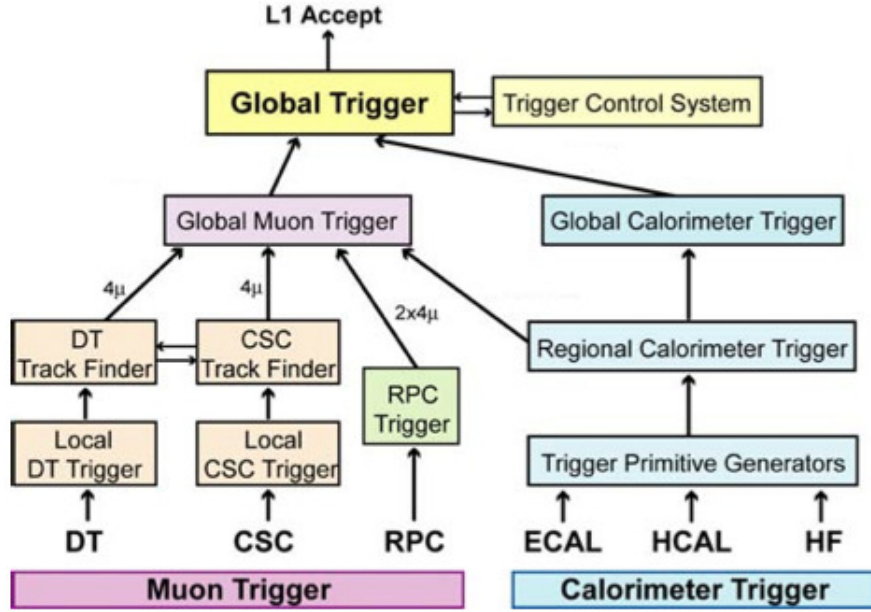 L1 Accept
Global Trigger
Trigger Control System
Global Muon Trigger
Global Calorimeter Trigger
4μ
4μ
2x4μ
DT
Track Finder
CSC
Track Finder
Regional Calorimeter Trigger
RPC
Trigger
Local
DT Trigger
Local
CSC Trigger
Trigger Primitive Generators
DT
CSC
RPC
ECAL
HCAL
HF
Muon Trigger
Calorimeter Trigger